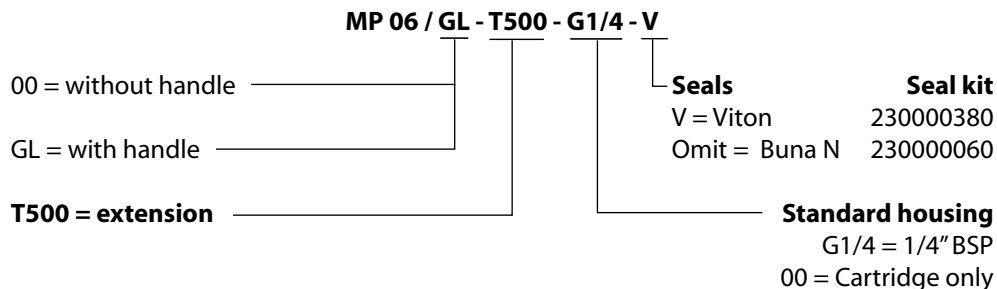 MP 06 / GL - T500 - G1/4 - V
00 = without handle
GL = with handle
T500 = extension
Seals Seal kit
V = Viton 230000380
Omit = Buna N 230000060
Standard housing
G1/4 = 1/4” BSP
00 = Cartridge only